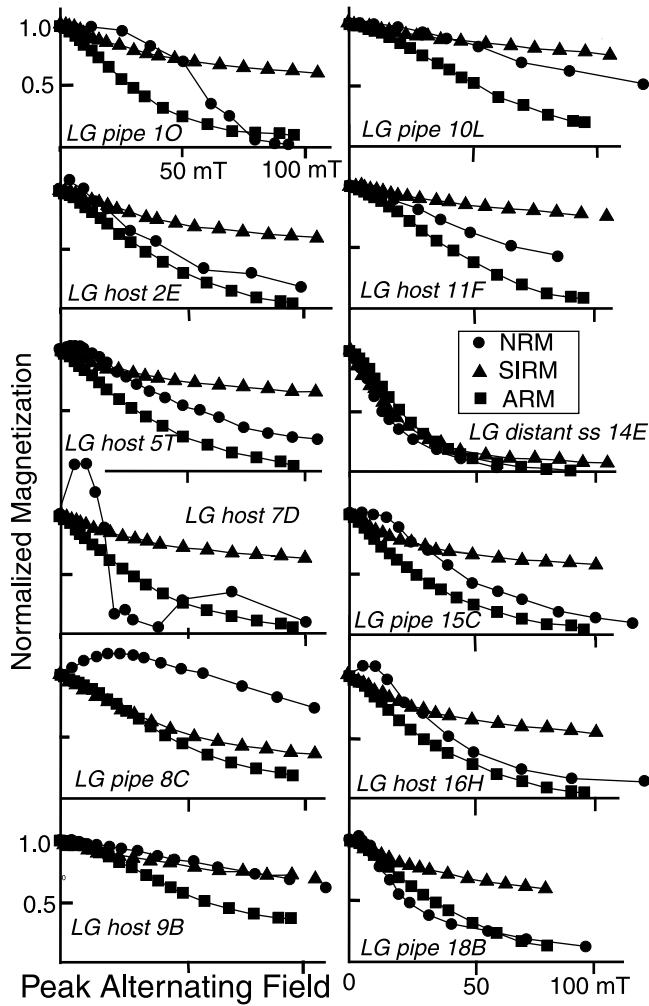 1.0
0.5
LG pipe 1O
50 mT
100 mT
LG host 2E
LG host 5T
LG host 7D
LG pipe 8C
1.0
0.5
LG host 9B
Normalized Magnetization
Peak Alternating Field
LG pipe 10L
LG host 11F
NRM
SIRM
ARM
LG distant ss 14E
LG pipe 15C
LG host 16H
LG pipe 18B
0
50
100 mT